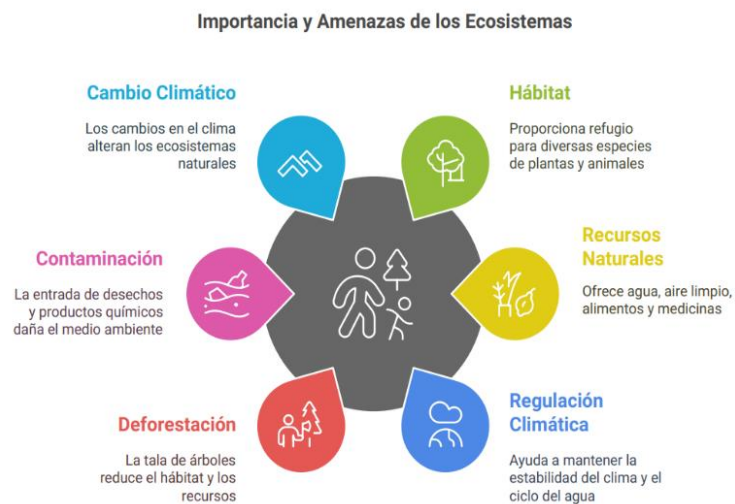 Importancia y Amenazas de los Ecosistemas
Cambio Climático
Los cambios en el clima
alteran los ecosistemas
naturales
Hábitat
Proporciona refugio
para diversas especies
de plantas y animales
Contaminación
La entrada de desechos
y productos químicos
daña el medio ambiente
Recursos
Naturales
Ofrece agua, aire limpio,
alimentos y medicinas
Deforestación
La tala de árboles
reduce el hábitat y los
recursos
Regulación
Climática
Ayuda a mantener la
estabilidad del clima y el
ciclo del agua